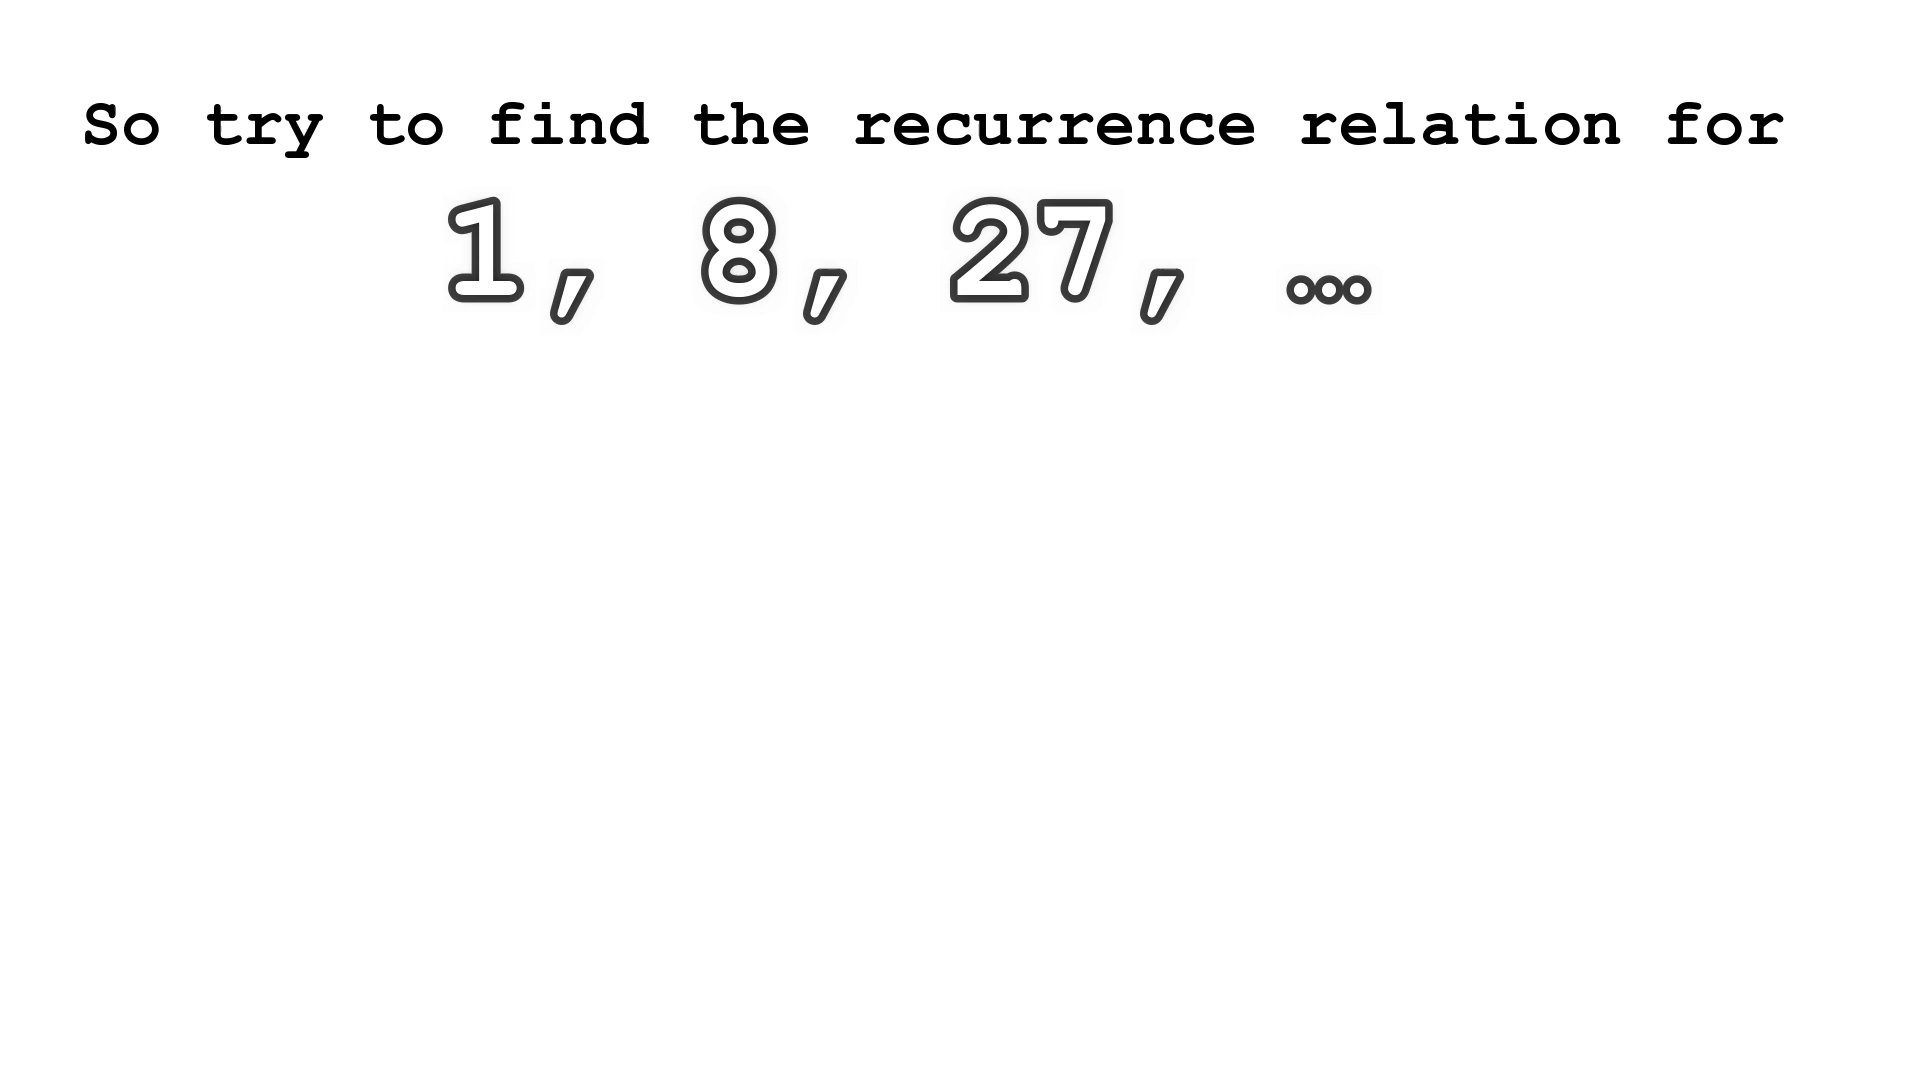 So try to find the recurrence relation for
1, 8, 27, …